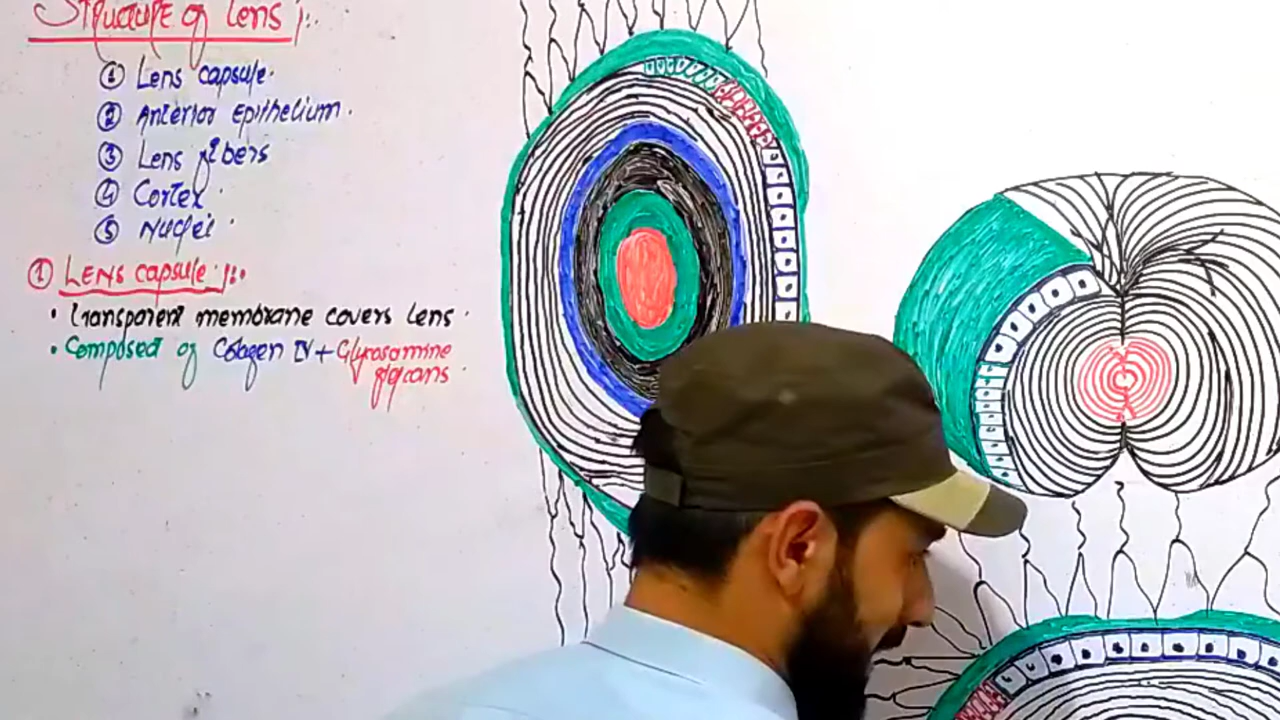 Structure of Lens :-
① Lens capsule.
② Anterior Epithelium.
③ Lens fibers
④ Cortex
⑤ Nuclei.
① Lens capsule :-
• Transparent membrane covers Lens.
• Composed of Colagen IV + Glycosamine
glycans.